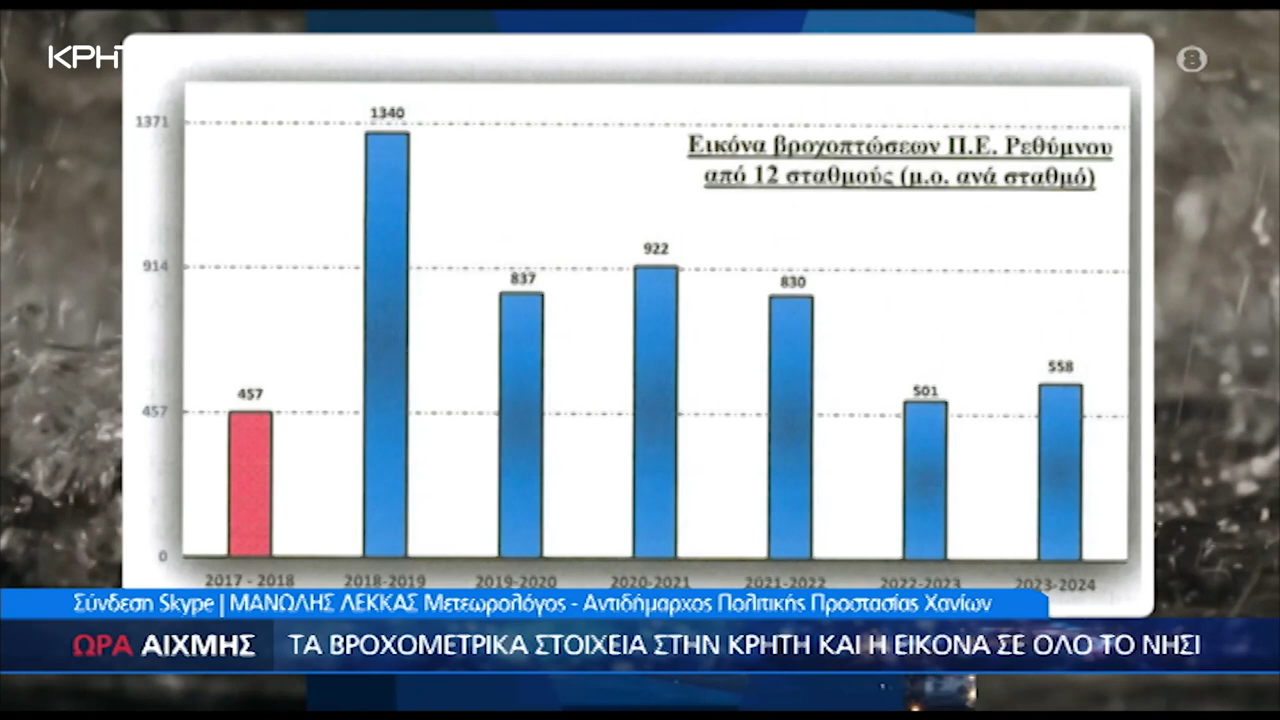 ΚΡΗΤ
8
1371
1340
Εικόνα βροχοπτώσεων Π.Ε. Ρεθύμνου
από 12 σταθμούς (μ.ο. ανά σταθμό)
914
837
922
830
457
457
501
558
0
2017 - 2018 2018-2019 2019-2020 2020-2021 2021-2022 2022-2023 2023-2024
Σύνδεση Skype | ΜΑΝΩΛΗΣ ΛΕΚΚΑΣ Μετεωρολόγος - Αντιδήμαρχος Πολιτικής Προστασίας Χανίων
ΩΡΑ ΑΙΧΜΗΣ ΤΑ ΒΡΟΧΟΜΕΤΡΙΚΑ ΣΤΟΙΧΕΙΑ ΣΤΗΝ ΚΡΗΤΗ ΚΑΙ Η ΕΙΚΟΝΑ ΣΕ ΟΛΟ ΤΟ ΝΗΣΙ